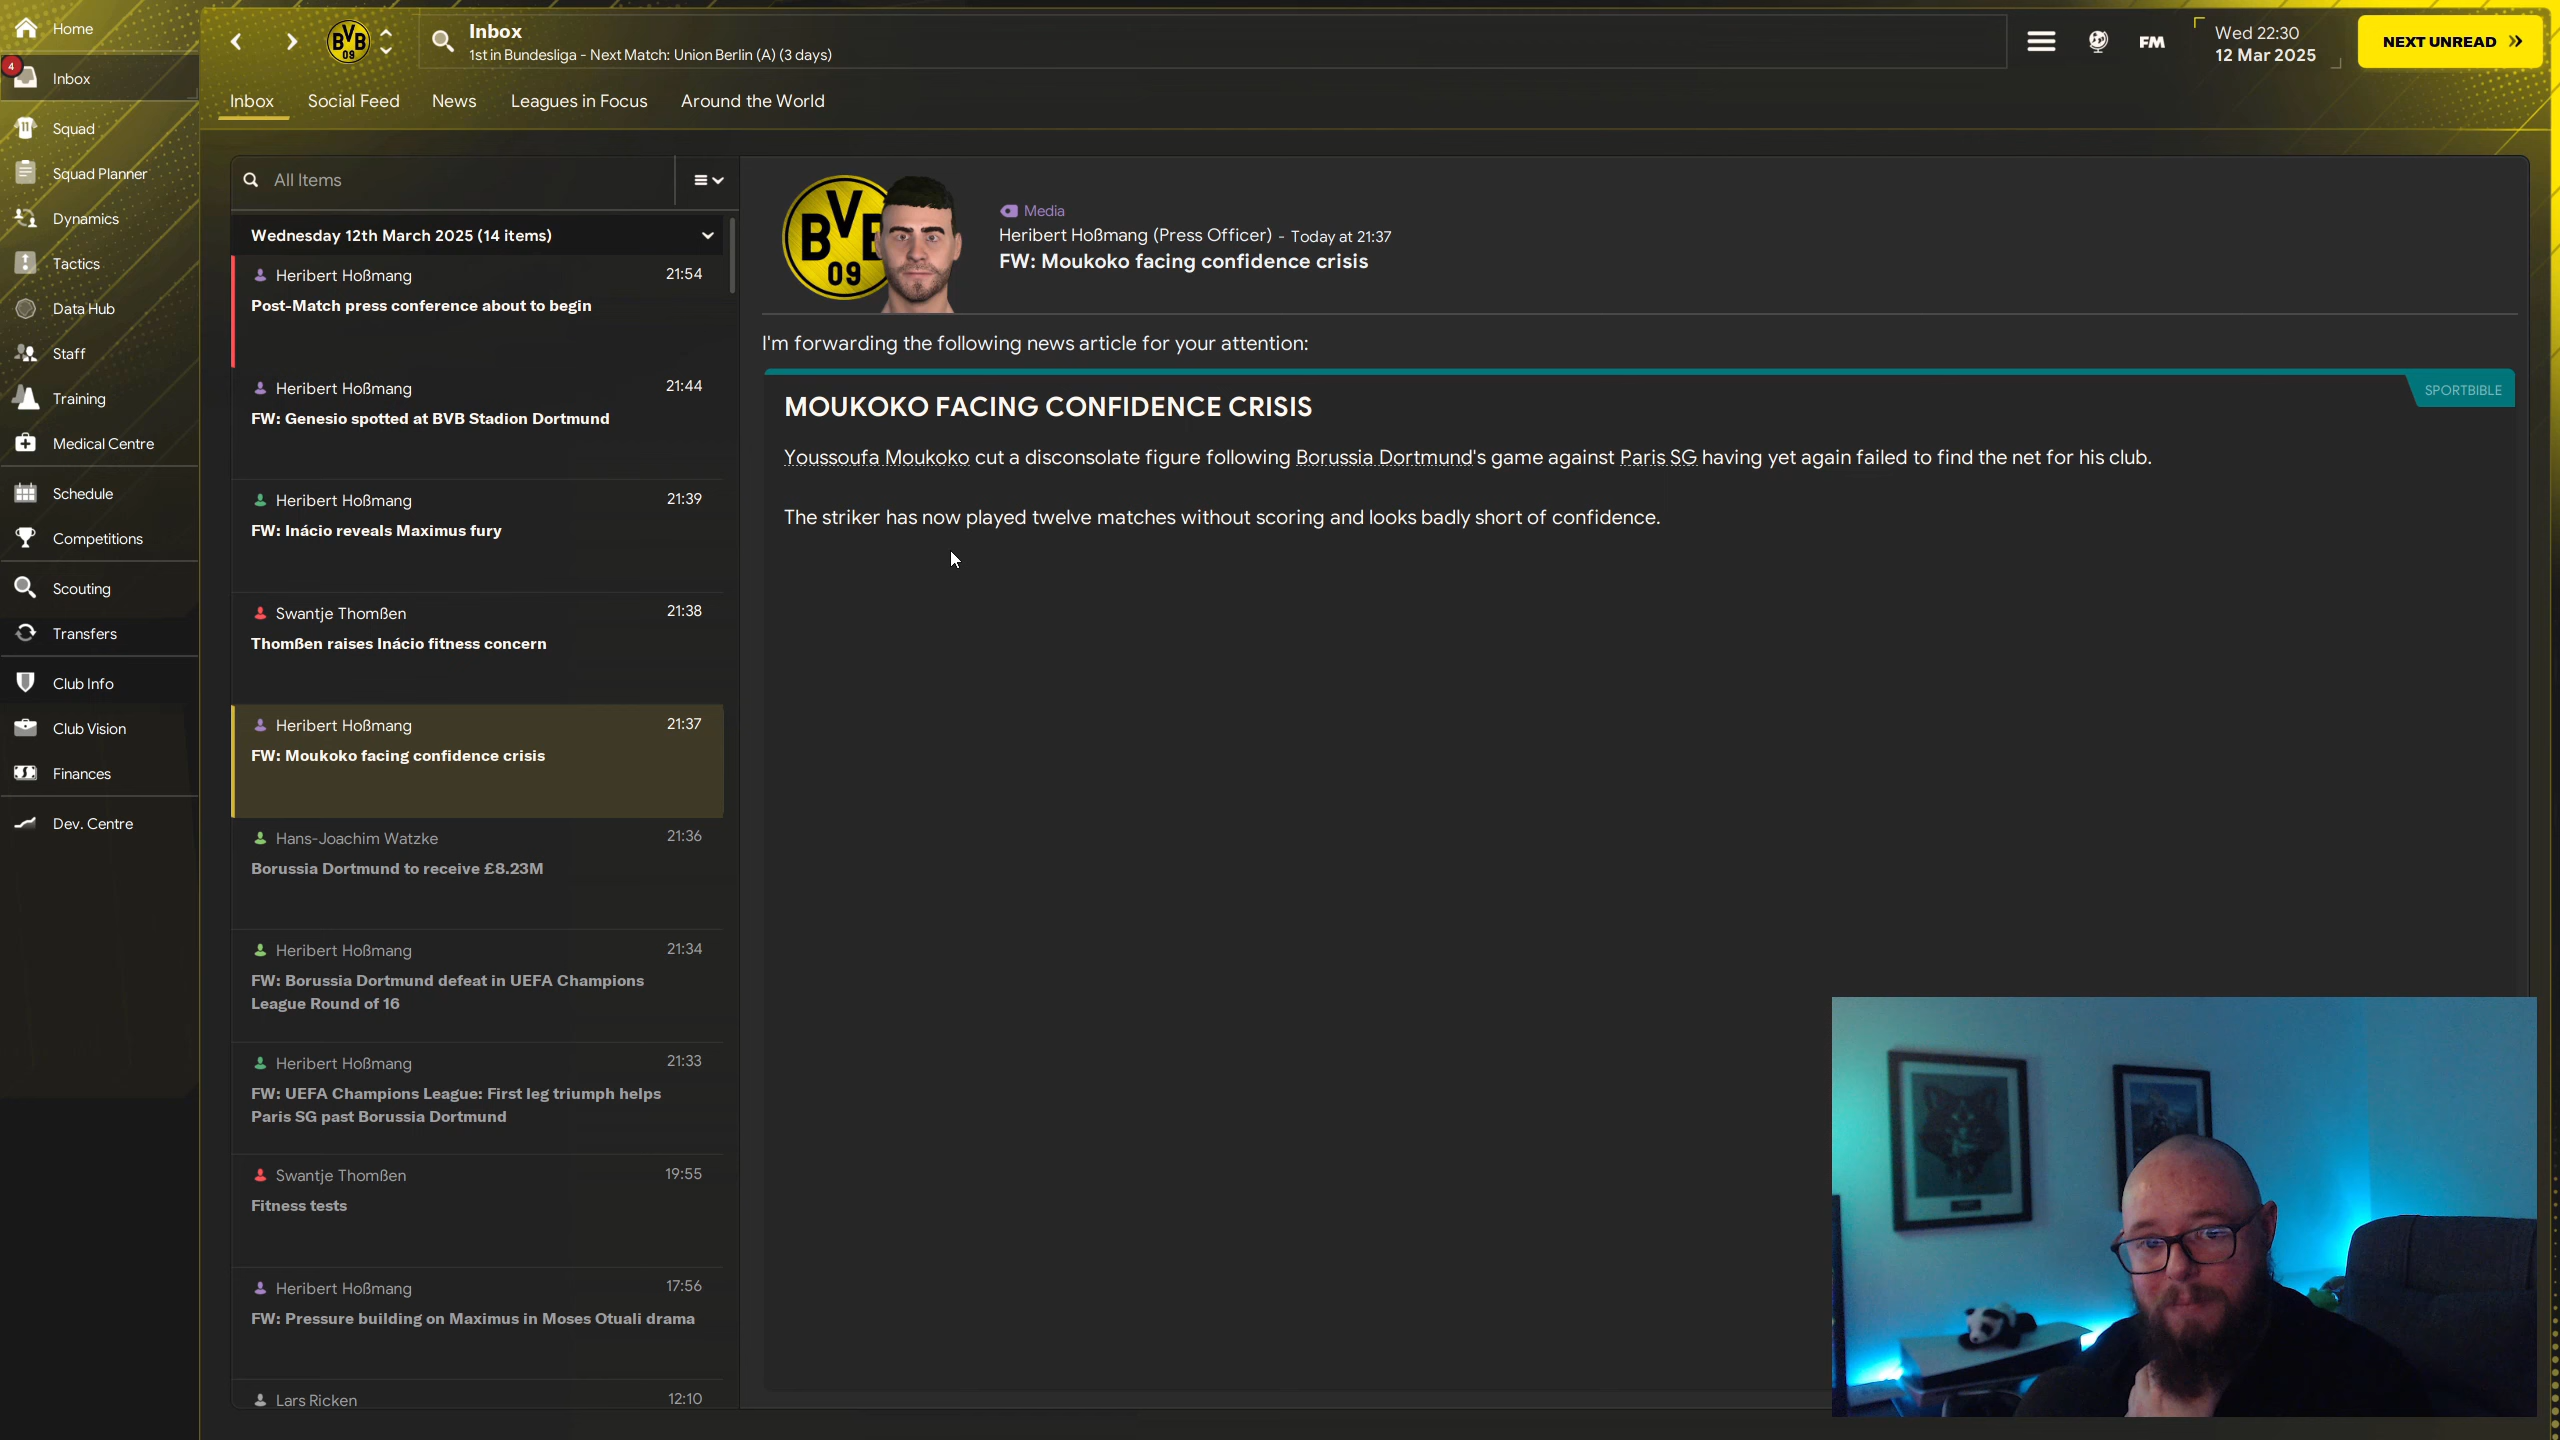 Home
4
Inbox
Squad
Squad Planner
Dynamics
Tactics
Data Hub
Staff
Training
Medical Centre
Schedule
Competitions
Scouting
Transfers
Club Info
Club Vision
Finances
Dev. Centre
BVB
09
Inbox
1st in Bundesliga - Next Match: Union Berlin (A) (3 days)
FM
Wed 22:30
12 Mar 2025
NEXT UNREAD
Inbox
Social Feed
News
Leagues in Focus
Around the World
All Items
Wednesday 12th March 2025 (14 items)
Heribert Hoßmang 21:54
Post-Match press conference about to begin
Heribert Hoßmang 21:44
FW: Genesio spotted at BVB Stadion Dortmund
Heribert Hoßmang 21:39
FW: Inácio reveals Maximus fury
Swantje Thomßen 21:38
Thomßen raises Inácio fitness concern
Heribert Hoßmang 21:37
FW: Moukoko facing confidence crisis
Hans-Joachim Watzke 21:36
Borussia Dortmund to receive £8.23M
Heribert Hoßmang 21:34
FW: Borussia Dortmund defeat in UEFA Champions
League Round of 16
Heribert Hoßmang 21:33
FW: UEFA Champions League: First leg triumph helps
Paris SG past Borussia Dortmund
Swantje Thomßen 19:55
Fitness tests
Heribert Hoßmang 17:56
FW: Pressure building on Maximus in Moses Otuali drama
Lars Ricken 12:10
BVB
09
Media
Heribert Hoßmang (Press Officer) - Today at 21:37
FW: Moukoko facing confidence crisis
I'm forwarding the following news article for your attention:
SPORTBIBLE
MOUKOKO FACING CONFIDENCE CRISIS
Youssoufa Moukoko cut a disconsolate figure following Borussia Dortmund's game against Paris SG having yet again failed to find the net for his club.
The striker has now played twelve matches without scoring and looks badly short of confidence.